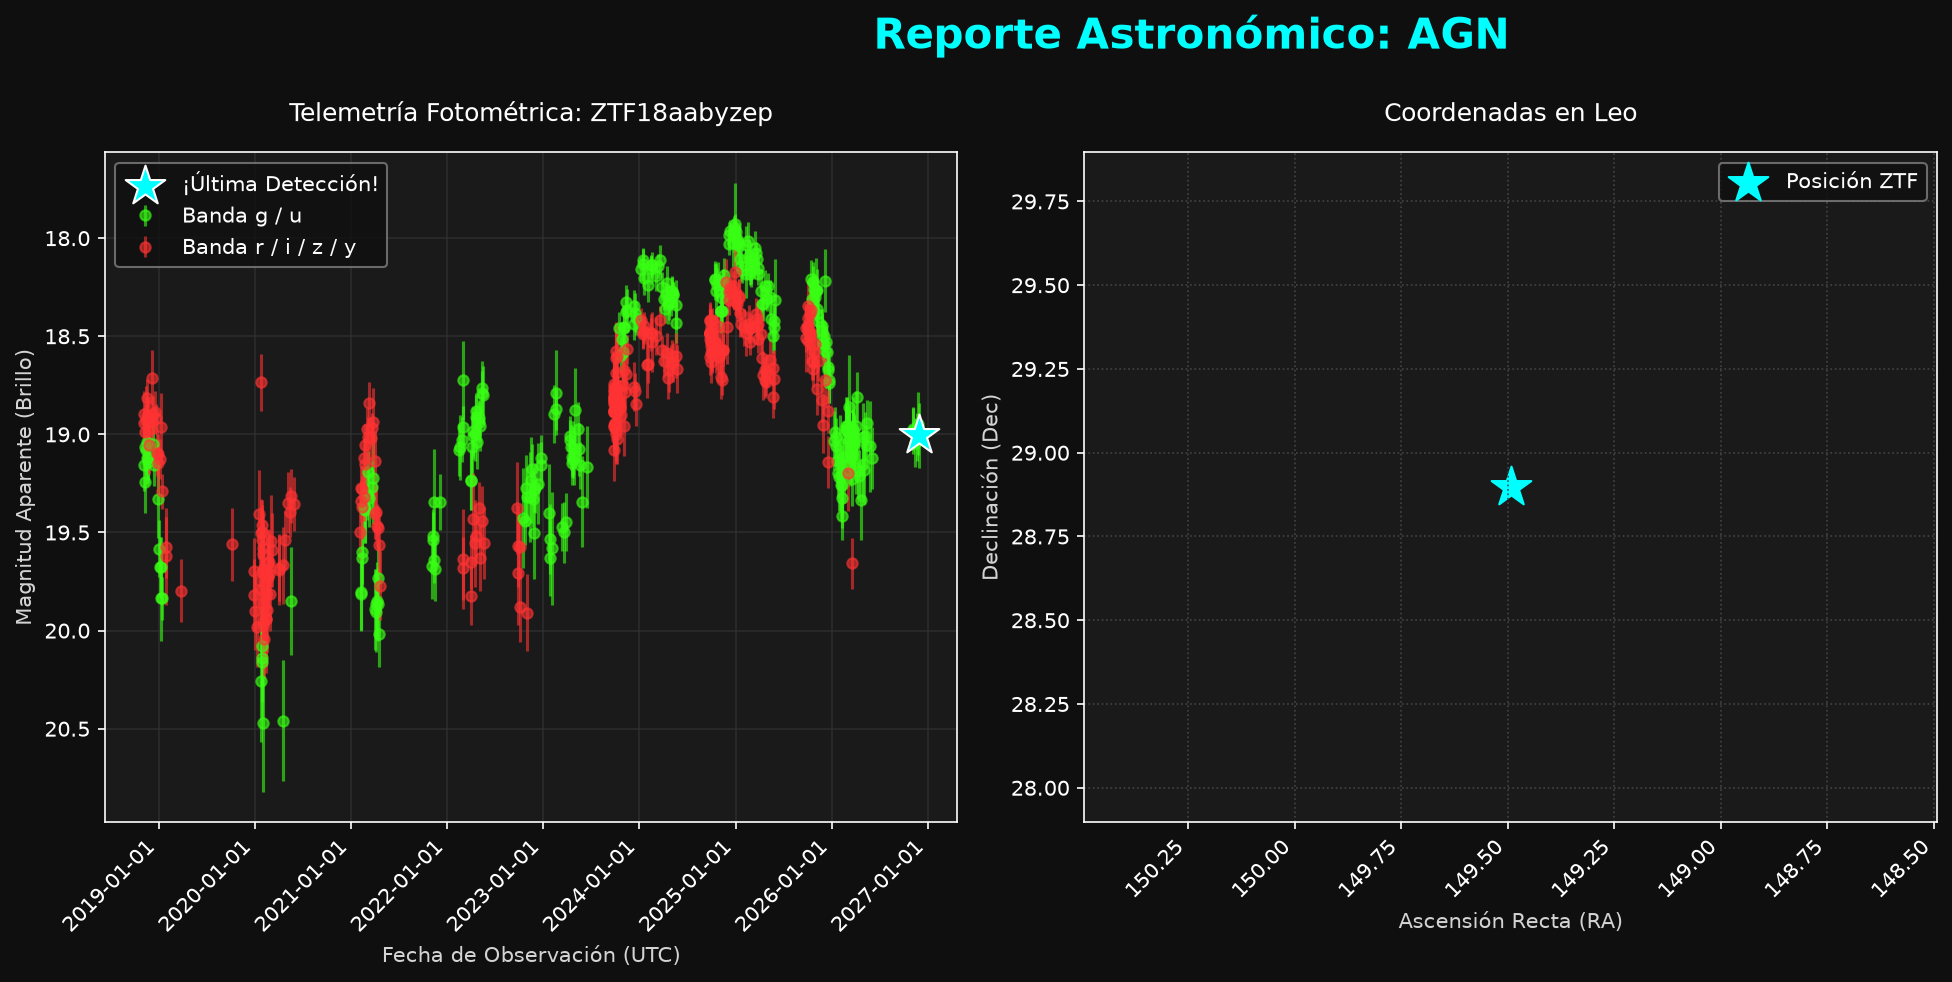 Reporte Astronómico: AGN
Telemetría Fotométrica: ZTF18aabyzep
¡Última Detección!
Banda g / u
Banda r / i / z / y
Magnitud Aparente (Brillo)
18.0
18.5
19.0
19.5
20.0
20.5
2019-01-01
2020-01-01
2021-01-01
2022-01-01
2023-01-01
2024-01-01
2025-01-01
2026-01-01
2027-01-01
Fecha de Observación (UTC)
Coordenadas en Leo
Posición ZTF
Declinación (Dec)
29.75
29.50
29.25
29.00
28.75
28.50
28.25
28.00
150.25
150.00
149.75
149.50
149.25
149.00
148.75
148.50
Ascensión Recta (RA)